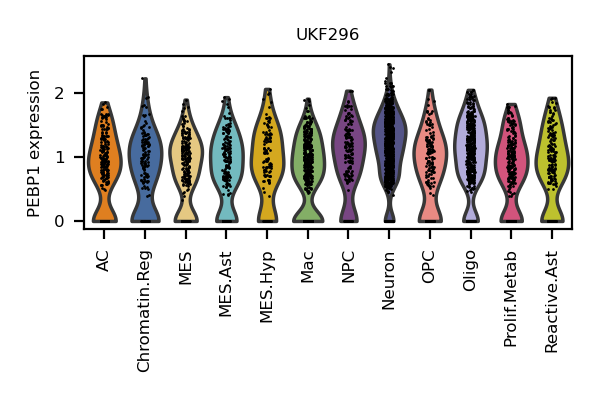 UKF296
PEBP1 expression
2
1
0
AC
Chromatin.Reg
MES
MES.Ast
MES.Hyp
Mac
NPC
Neuron
OPC
Oligo
Prolif.Metab
Reactive.Ast